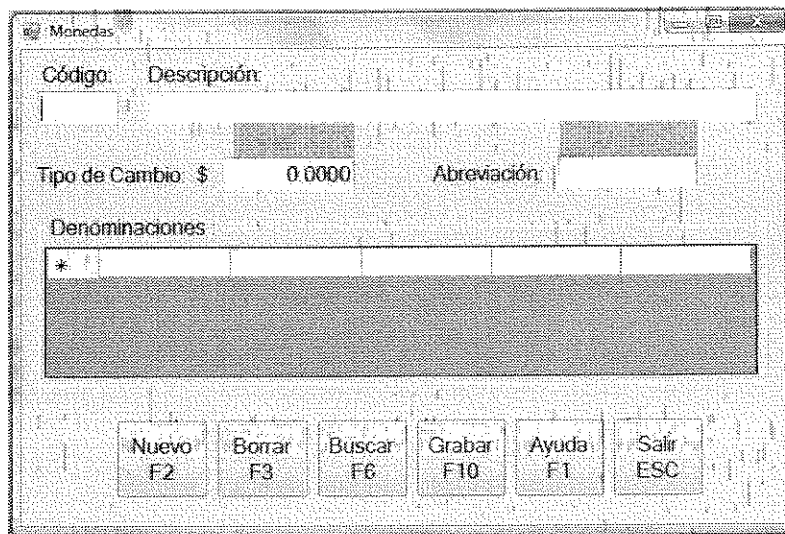 Monedas
Código: Descripción:
Tipo de Cambio: $ 0.0000 Abreviación:
Denominaciones :
*
Nuevo F2 Borrar F3 Buscar F6 Grabar F10 Ayuda F1 Salir ESC